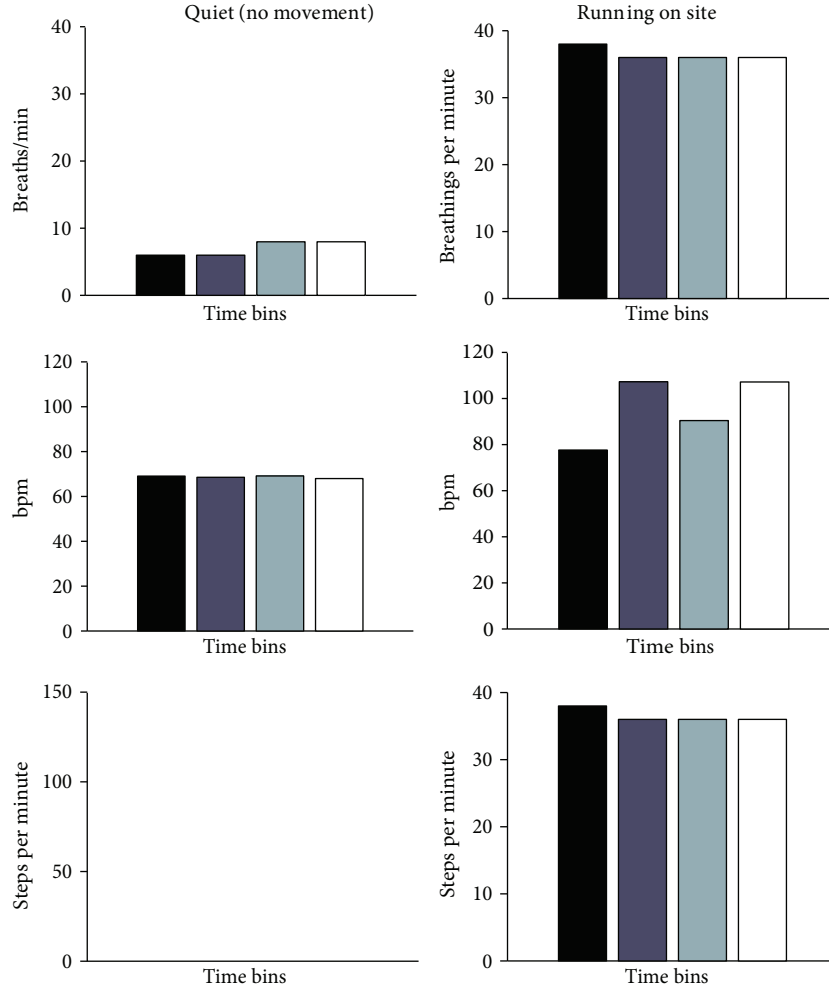 Quiet (no movement)
Running on site
40
30
20
10
0
Breaths/min
Time bins
40
30
20
10
0
Breathings per minute
Time bins
120
100
80
60
40
20
0
bpm
Time bins
120
100
80
60
40
20
0
bpm
Time bins
150
100
50
0
Steps per minute
Time bins
40
30
20
10
0
Steps per minute
Time bins